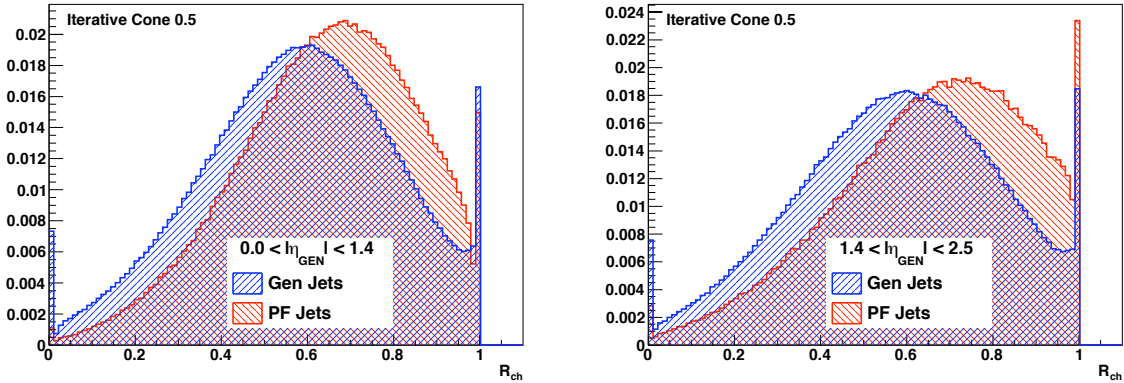 Iterative Cone 0.5
0.02
0.018
0.016
0.014
0.012
0.01
0.008
0.006
0.004
0.002
0
0.0 < |η_GEN| < 1.4
Gen Jets
PF Jets
0 0.2 0.4 0.6 0.8 1
R_ch
Iterative Cone 0.5
0.024
0.022
0.02
0.018
0.016
0.014
0.012
0.01
0.008
0.006
0.004
0.002
0
1.4 < |η_GEN| < 2.5
Gen Jets
PF Jets
0 0.2 0.4 0.6 0.8 1
R_ch